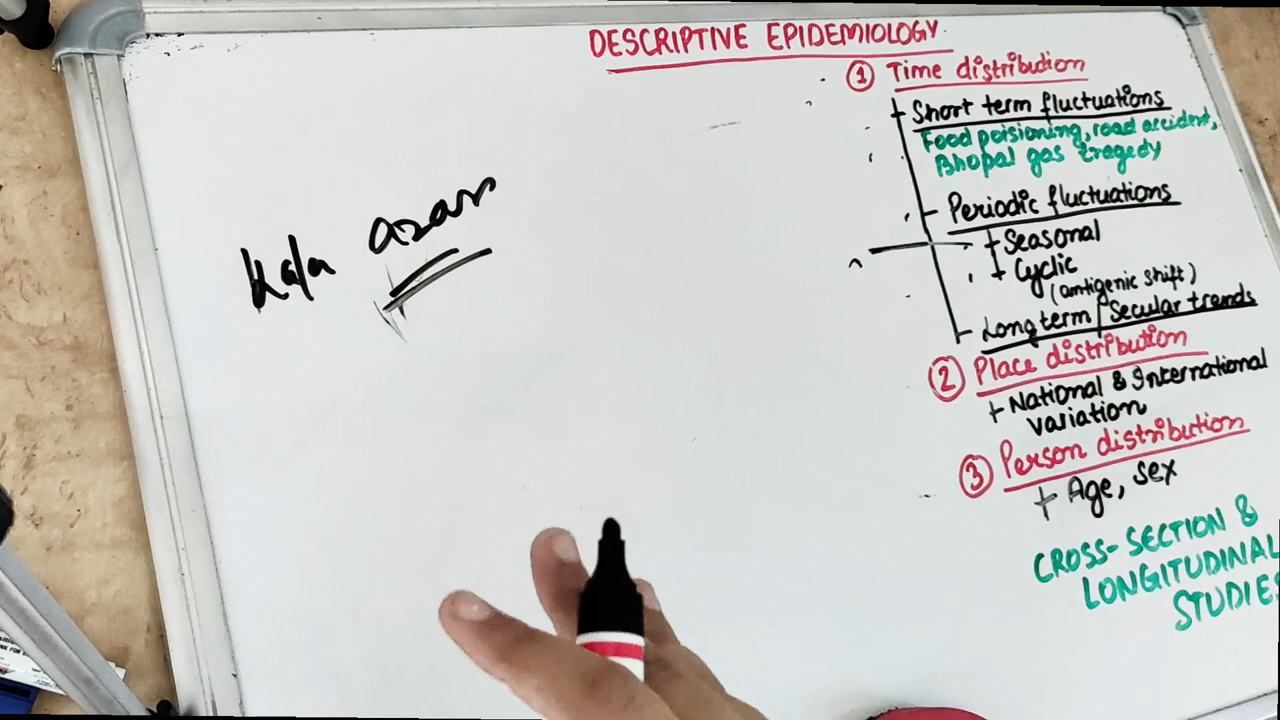 DESCRIPTIVE EPIDEMIOLOGY
① Time distribution
Short term fluctuations
Food poisioning, road accident,
Bhopal gas tragedy
Periodic fluctuations
+ Seasonal
+ Cyclic
(antigenic shift)
Long term / Secular trends
② Place distribution
+ National & International
variation
③ Person distribution
+ Age, sex
CROSS-SECTION &
LONGITUDINAL
STUDIES
Kala azar